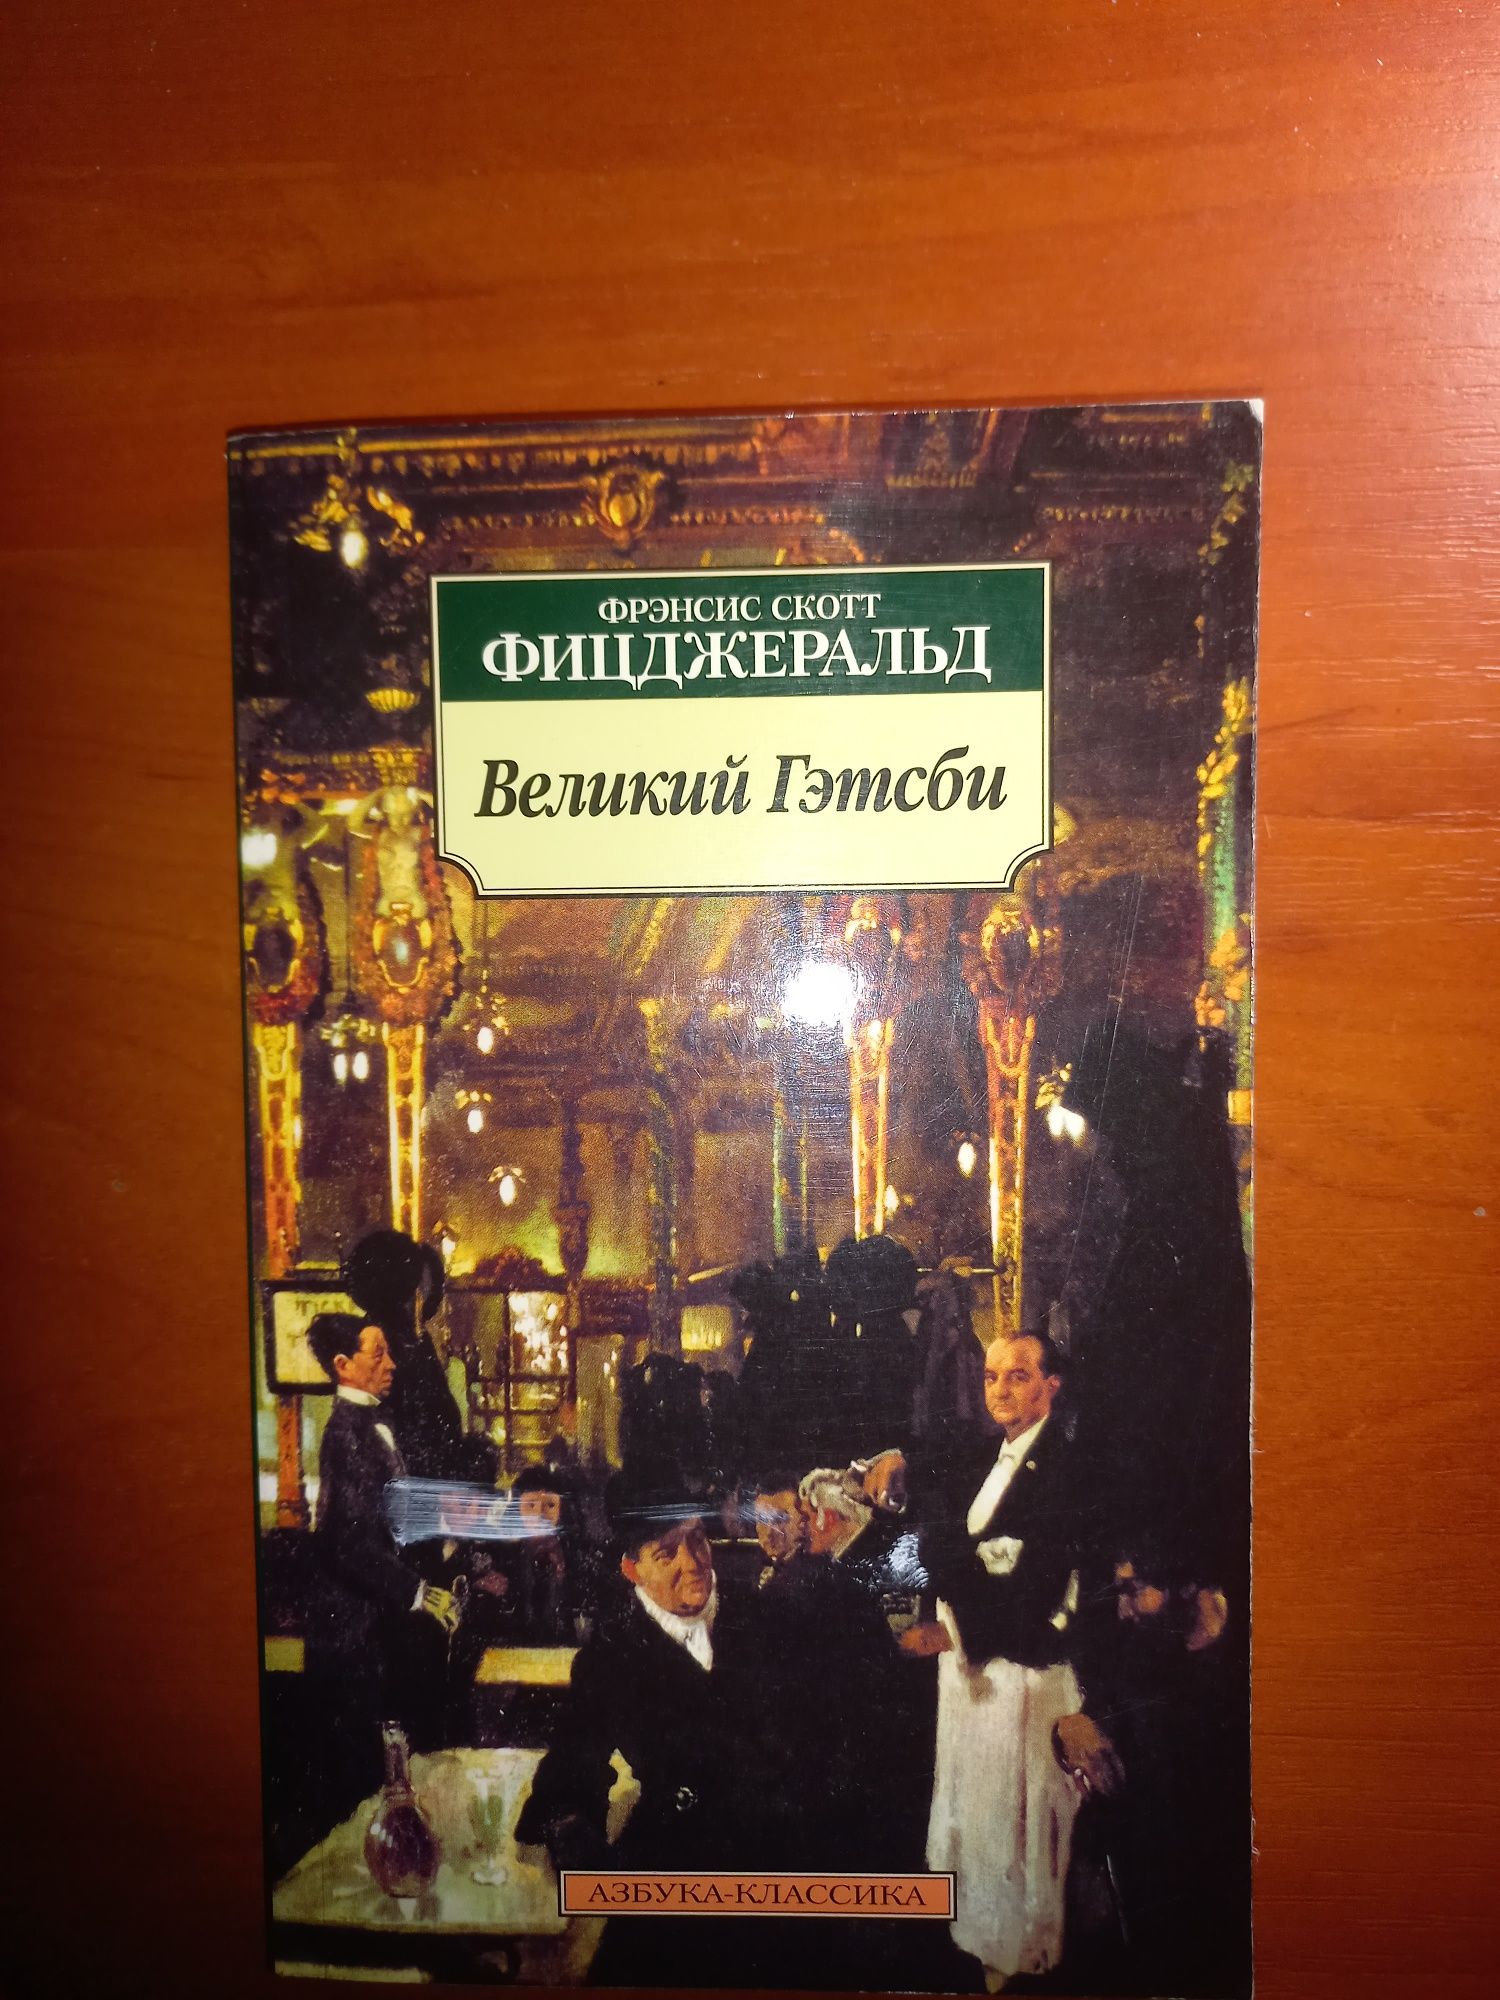 ФРЭНСИС СКОТТ
ФИЦДЖЕРАЛЬД
Великий Гэтсби
АЗБУКА-КЛАССИКА